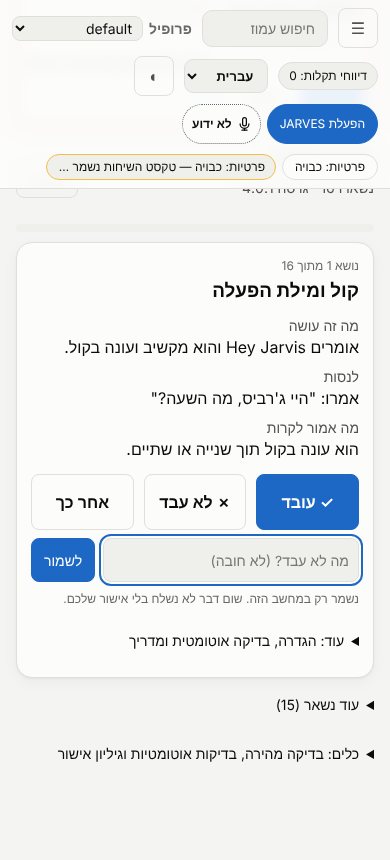 ☰
חיפוש עמוז
פרופיל
default
דיווחי תקלות: 0
עברית
הפעלת JARVES
לא ידוע
פרטיות: כבויה
פרטיות: כבויה — טקסט השיחות נשמר ...
נושא 1 מתוך 16
קול ומילת הפעלה
מה זה עושה
אומרים Hey Jarvis והוא מקשיב ועונה בקול.
לנסות
אמרו: "היי ג'רביס, מה השעה?"
מה אמור לקרות
הוא עונה בקול תוך שנייה או שתיים.
✓ עובד
× לא עבד
אחר כך
מה לא עבד? (לא חובה)
לשמור
נשמר רק במחשב הזה. שום דבר לא נשלח בלי אישור שלכם.
עוד: הגדרה, בדיקה אוטומטית ומדריך
עוד נשאר (15)
כלים: בדיקה מהירה, בדיקות אוטומטיות וגיליון אישור